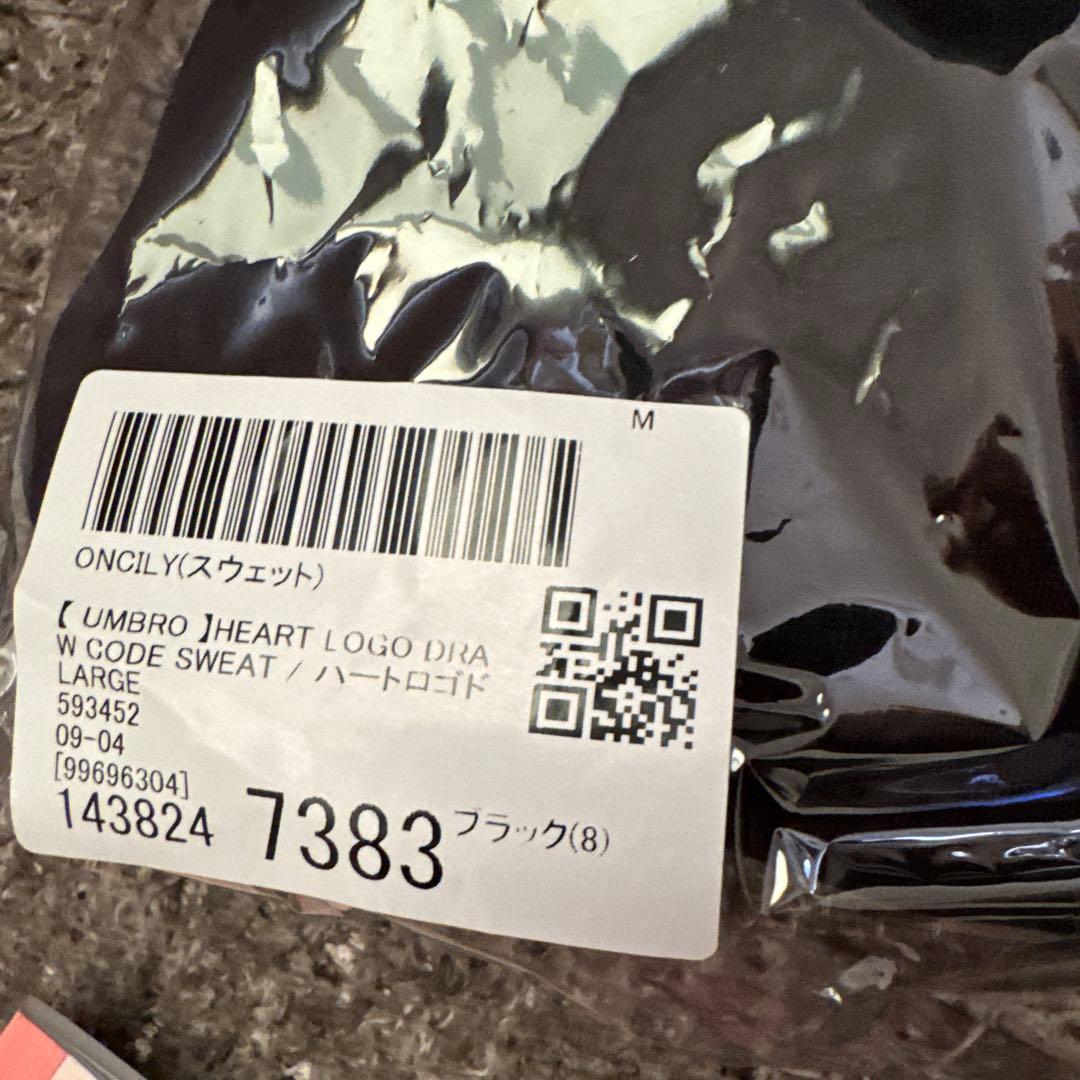 M
ONCILY(スウェット)
【 UMBRO 】HEART LOGO DRA
W CODE SWEAT / ハートロゴド
LARGE
593452
09-04
[99696304]
143824 7383 ブラック(8)